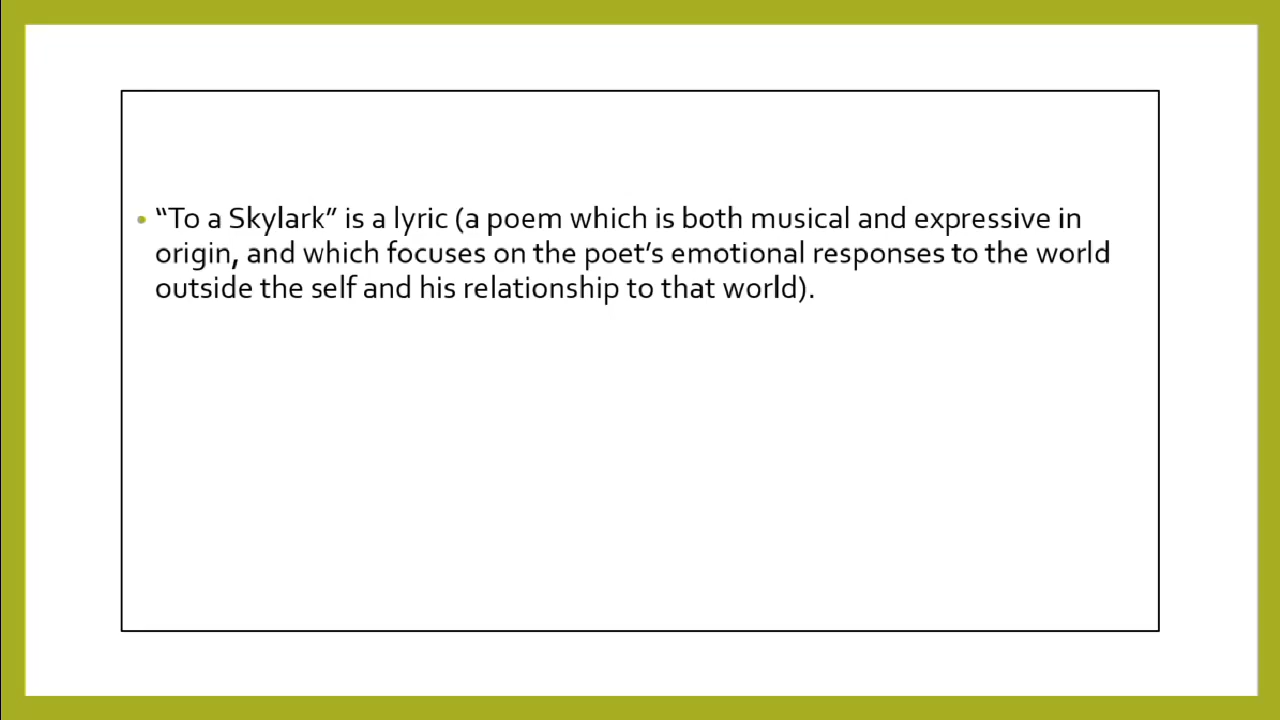 • “To a Skylark” is a lyric (a poem which is both musical and expressive in
origin, and which focuses on the poet’s emotional responses to the world
outside the self and his relationship to that world).